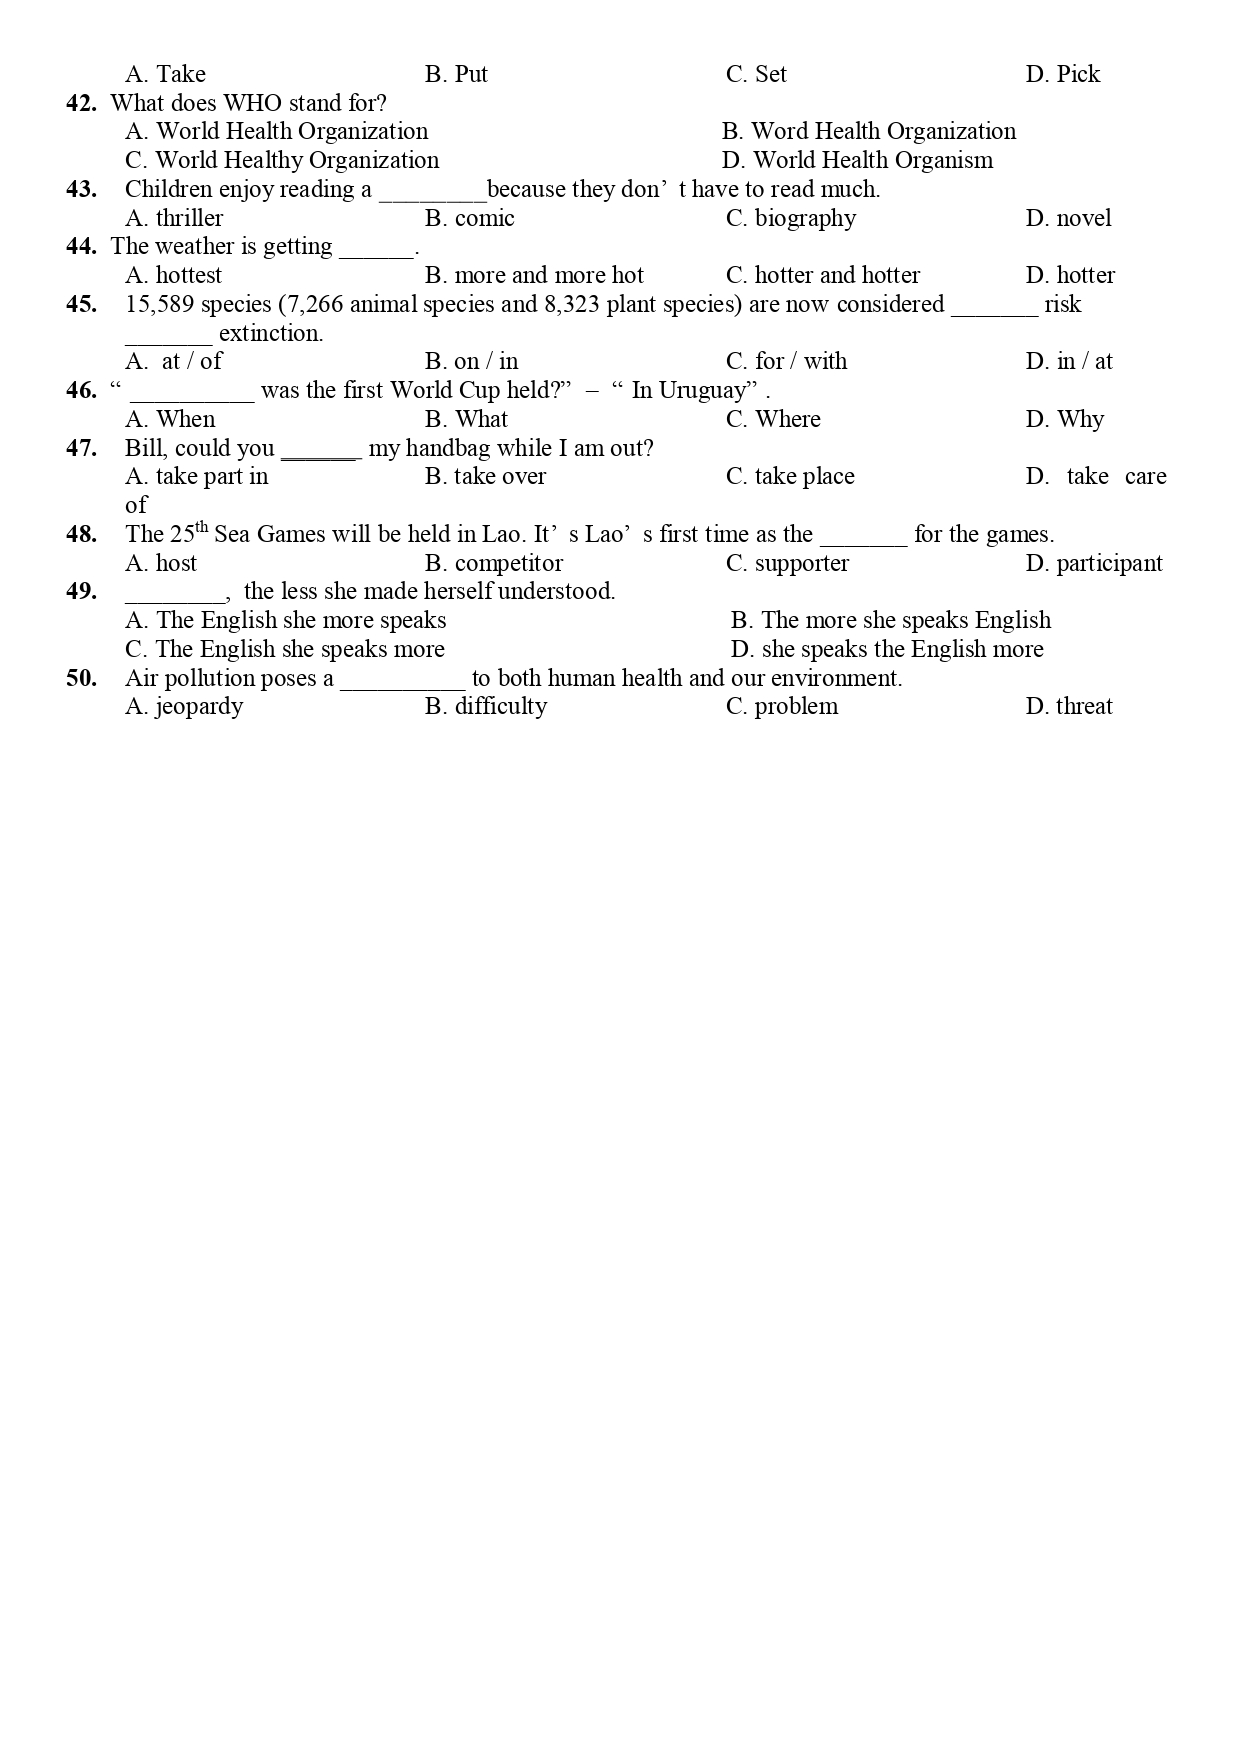 A. Take B. Put C. Set D. Pick
42. What does WHO stand for?
A. World Health Organization B. Word Health Organization
C. World Healthy Organization D. World Health Organism
43. Children enjoy reading a _________because they don’ t have to read much.
A. thriller B. comic C. biography D. novel
44. The weather is getting ______.
A. hottest B. more and more hot C. hotter and hotter D. hotter
45. 15,589 species (7,266 animal species and 8,323 plant species) are now considered _______ risk
_______ extinction.
A. at / of B. on / in C. for / with D. in / at
46. “ __________ was the first World Cup held?” – “ In Uruguay” .
A. When B. What C. Where D. Why
47. Bill, could you ______ my handbag while I am out?
A. take part in B. take over C. take place D. take care
of
48. The 25th Sea Games will be held in Lao. It’ s Lao’ s first time as the _______ for the games.
A. host B. competitor C. supporter D. participant
49. ________, the less she made herself understood.
A. The English she more speaks B. The more she speaks English
C. The English she speaks more D. she speaks the English more
50. Air pollution poses a __________ to both human health and our environment.
A. jeopardy B. difficulty C. problem D. threat